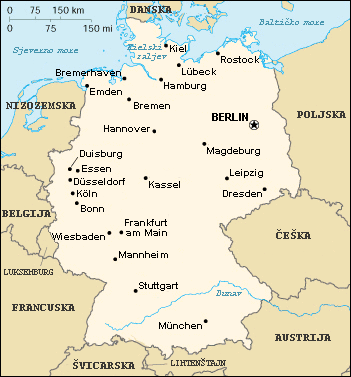 0 75 150 km
0 75 150 mi
DANSKA
Baltičko more
Sjeverno more
Kielski
zaljev
Kiel
Rostock
Lübeck
Bremerhaven
Hamburg
Emden
Bremen
NIZOZEMSKA
BERLIN
POLJSKA
Hannover
Magdeburg
Duisburg
Essen
Düsseldorf
Kassel
Leipzig
Köln
Dresden
Bonn
BELGIJA
Frankfurt
am Main
Wiesbaden
ČEŠKA
Mannheim
LUKSEMBURG
Stuttgart
Dunav
FRANCUSKA
München
AUSTRIJA
ŠVICARSKA
LIHTENŠTAJN